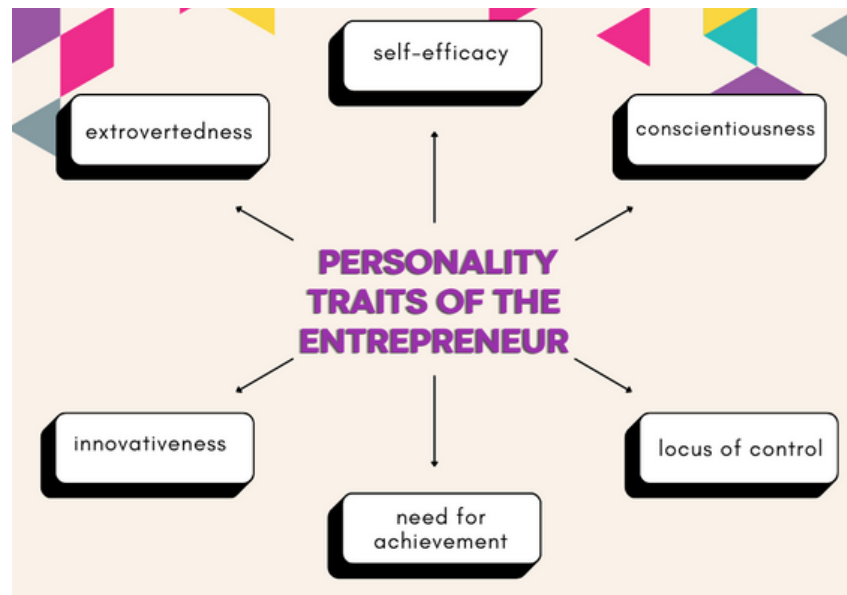 self-efficacy
extrovertedness
conscientiousness
PERSONALITY
TRAITS OF THE
ENTREPRENEUR
innovativeness
locus of control
need for
achievement